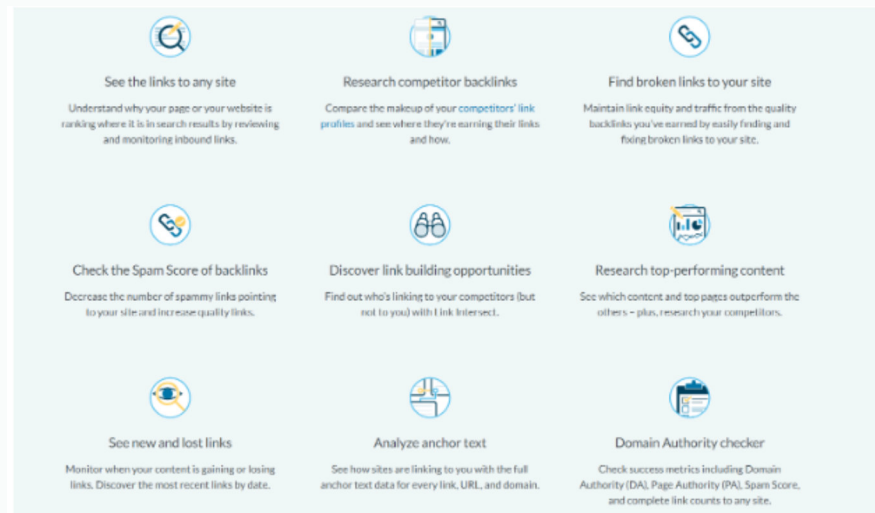 See the links to any site
Understand why your page or your website is
ranking where it is in search results by reviewing
and monitoring inbound links.
Research competitor backlinks
Compare the makeup of your competitors' link
profiles and see where they're earning their links
and how.
Find broken links to your site
Maintain link equity and traffic from the quality
backlinks you've earned by easily finding and
fixing broken links to your site.
Check the Spam Score of backlinks
Decrease the number of spammy links pointing
to your site and increase quality links.
Discover link building opportunities
Find out who's linking to your competitors (but
not to you) with Link Intersect.
Research top-performing content
See which content and top pages outperform the
others – plus, research your competitors.
See new and lost links
Monitor when your content is gaining or losing
links. Discover the most recent links by date.
Analyze anchor text
See how sites are linking to you with the full
anchor text data for every link, URL, and domain.
Domain Authority checker
Check success metrics including Domain
Authority (DA), Page Authority (PA), Spam Score,
and complete link counts to any site.